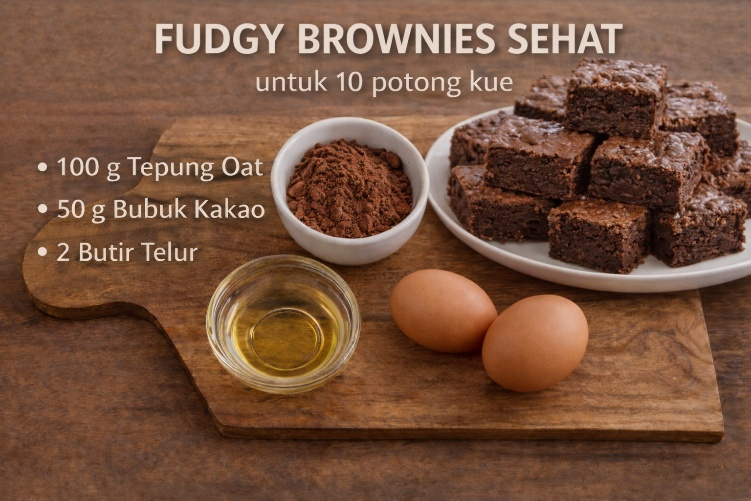 FUDGY BROWNIES SEHAT
untuk 10 potong kue
• 100 g Tepung Oat
• 50 g Bubuk Kakao
• 2 Butir Telur